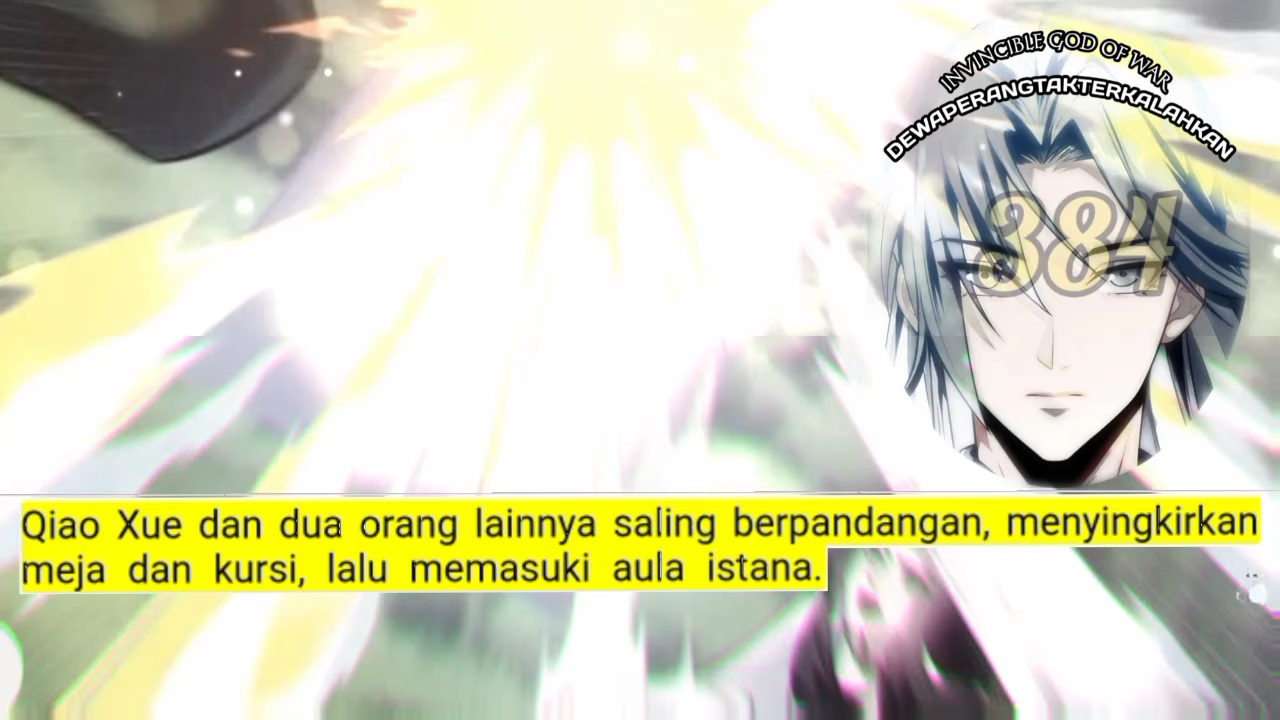 INVINCIBLE GOD OF WAR
DEWAPERANGTAKTERKALAHKAN
384
Qiao Xue dan dua orang lainnya saling berpandangan, menyingkirkan
meja dan kursi, lalu memasuki aula istana.